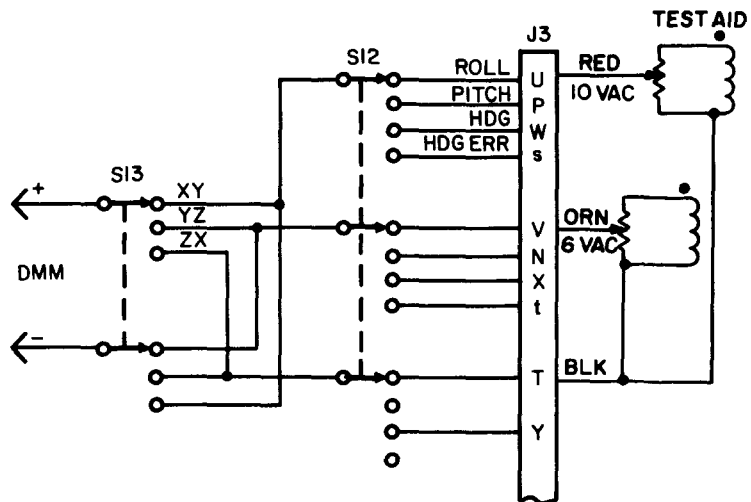 TEST AID
J3
S12
RED
10 VAC
ROLL
U
PITCH
P
HDG
W
HDG ERR
s
S13
+
XY
YZ
ZX
DMM
-
V
ORN
6 VAC
N
X
t
T
BLK
Y